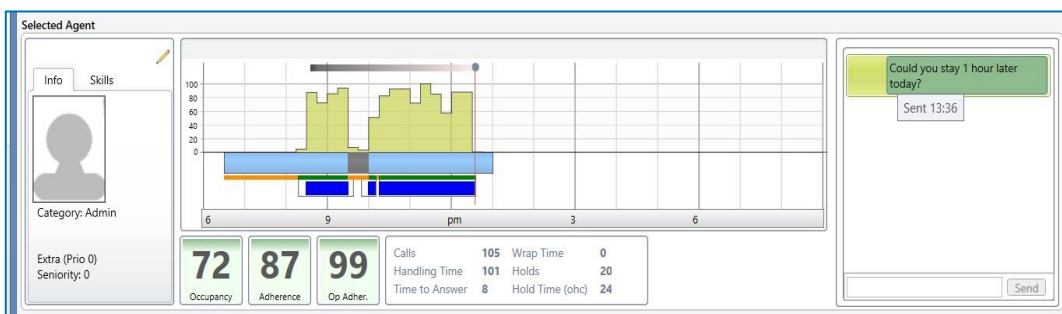 Selected Agent
Info Skills
Category: Admin
Extra (Prio 0)
Seniority: 0
100
80
60
40
20
0
6 9 pm 3 6
72 87 99
Occupancy Adherence Op Adher.
Calls 105 Wrap Time 0
Handling Time 101 Holds 20
Time to Answer 8 Hold Time (ohc) 24
Could you stay 1 hour later
today?
Sent 13:36
Send